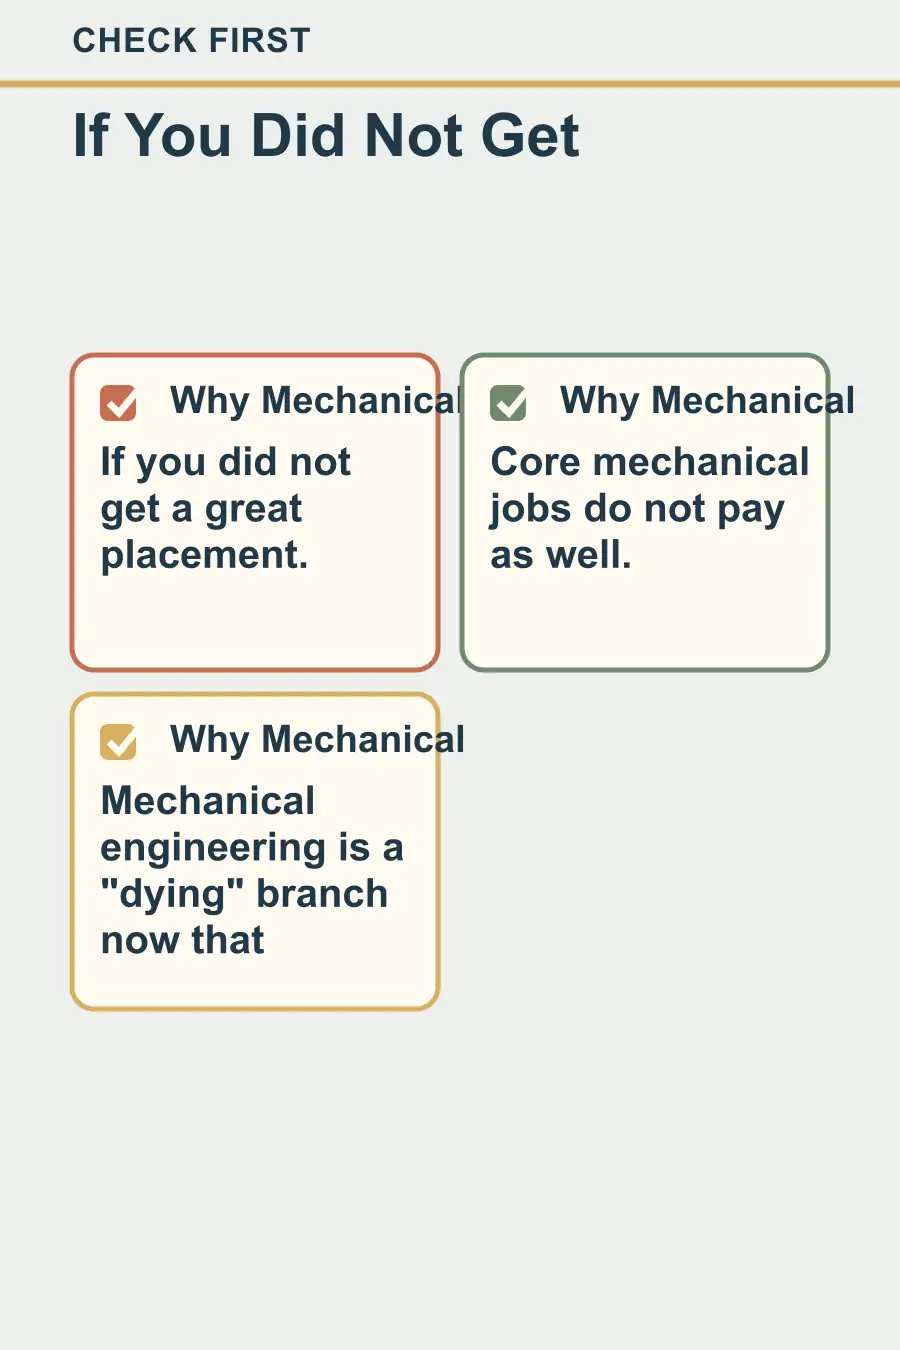 CHECK FIRST
If You Did Not Get
Why Mechanical
If you did not
get a great
placement.
Why Mechanical
Core mechanical
jobs do not pay
as well.
Why Mechanical
Mechanical
engineering is a
"dying" branch
now that